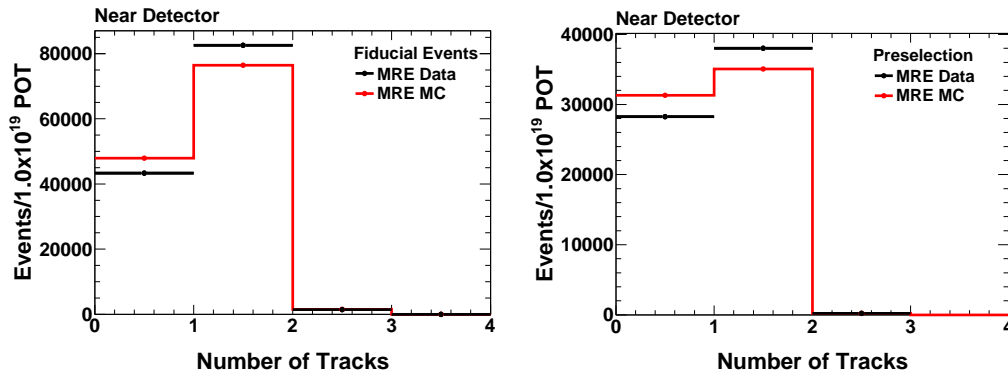 Near Detector
Fiducial Events
MRE Data
MRE MC
Events/1.0x10¹⁹ POT
80000
60000
40000
20000
0
0 1 2 3 4
Number of Tracks
Near Detector
Preselection
MRE Data
MRE MC
Events/1.0x10¹⁹ POT
40000
30000
20000
10000
0
0 1 2 3 4
Number of Tracks